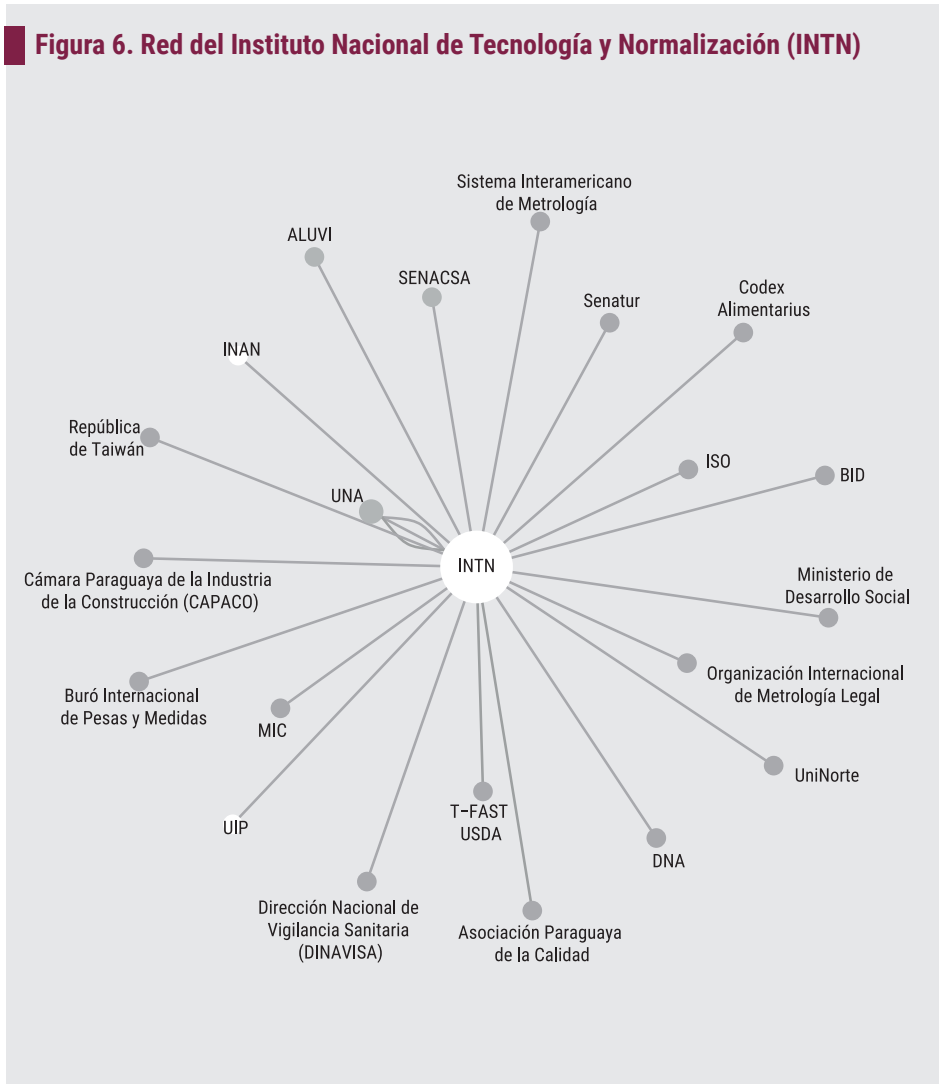 Figura 6. Red del Instituto Nacional de Tecnología y Normalización (INTN)
Sistema Interamericano
de Metrología
ALUVI
SENACSA
Codex
Alimentarius
Senatur
INAN
República
de Taiwán
ISO
BID
UNA
INTN
Cámara Paraguaya de la Industria
de la Construcción (CAPACO)
Ministerio de
Desarrollo Social
Organización Internacional
de Metrología Legal
Buró Internacional
de Pesas y Medidas
MIC
UniNorte
UIP
T-FAST
USDA
DNA
Dirección Nacional de
Vigilancia Sanitaria
(DINAVISA)
Asociación Paraguaya
de la Calidad